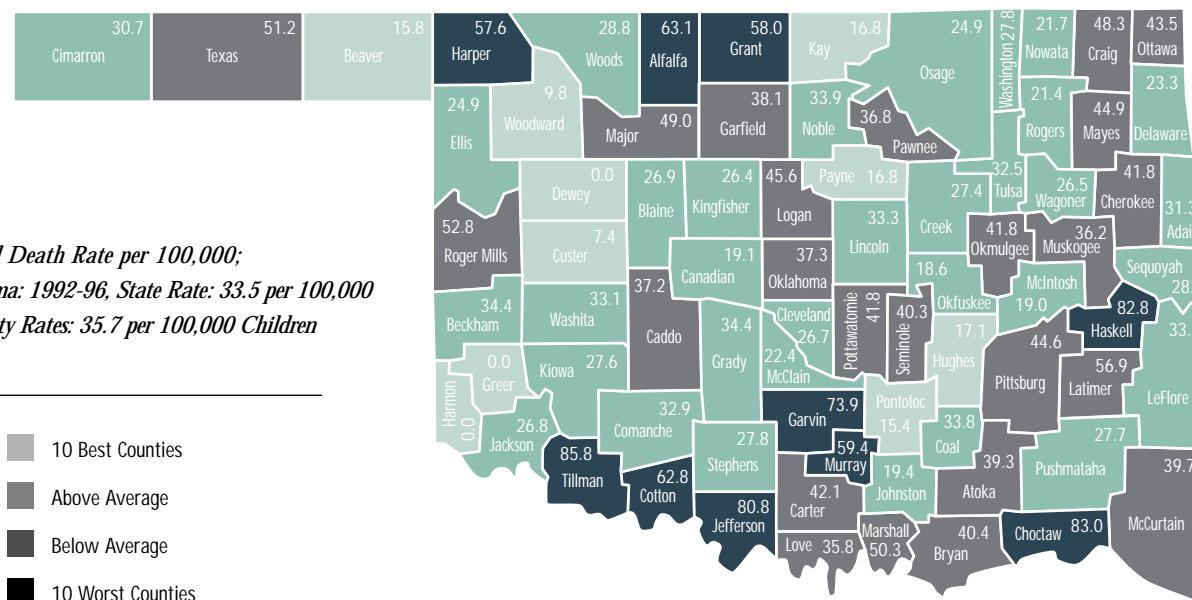 30.7
Cimarron
51.2
Texas
15.8
Beaver
57.6
Harper
28.8
Woods
63.1
Alfalfa
58.0
Grant
16.8
Kay
24.9
Osage
Washington 27.8
21.7
Nowata
48.3
Craig
43.5
Ottawa
24.9
Ellis
9.8
Woodward
Major
49.0
38.1
Garfield
33.9
Noble
36.8
Pawnee
21.4
Rogers
44.9
Mayes
23.3
Delaware
0.0
Dewey
26.9
Blaine
26.4
Kingfisher
45.6
Logan
Payne 16.8
27.4
Creek
32.5
Tulsa
26.5
Wagoner
41.8
Cherokee
31.3
Adai
52.8
Roger Mills
7.4
Custer
19.1
Canadian
37.3
Oklahoma
33.3
Lincoln
41.8
Okmulgee
36.2
Muskogee
Sequoyah
28.
l Death Rate per 100,000;
ma: 1992-96, State Rate: 33.5 per 100,000
ty Rates: 35.7 per 100,000 Children
34.4
Beckham
33.1
Washita
37.2
Caddo
34.4
Grady
Cleveland
26.7
22.4
McClain
Pottawatomie 41.8
Seminole 40.3
18.6
Okfuskee
McIntosh
19.0
82.8
Haskell
33.
LeFlore
17.1
Hughes
44.6
Pittsburg
56.9
Latimer
0.0
Greer
Kiowa 27.6
Harmon 0.0
26.8
Jackson
32.9
Comanche
73.9
Garvin
Pontotoc
15.4
33.8
Coal
27.7
Pushmataha
39.7
McCurtain
85.8
Tillman
62.8
Cotton
27.8
Stephens
59.4
Murray
19.4
Johnston
39.3
Atoka
80.8
Jefferson
42.1
Carter
Love 35.8
Marshall
50.3
40.4
Bryan
Choctaw 83.0
10 Best Counties
Above Average
Below Average
10 Worst Counties